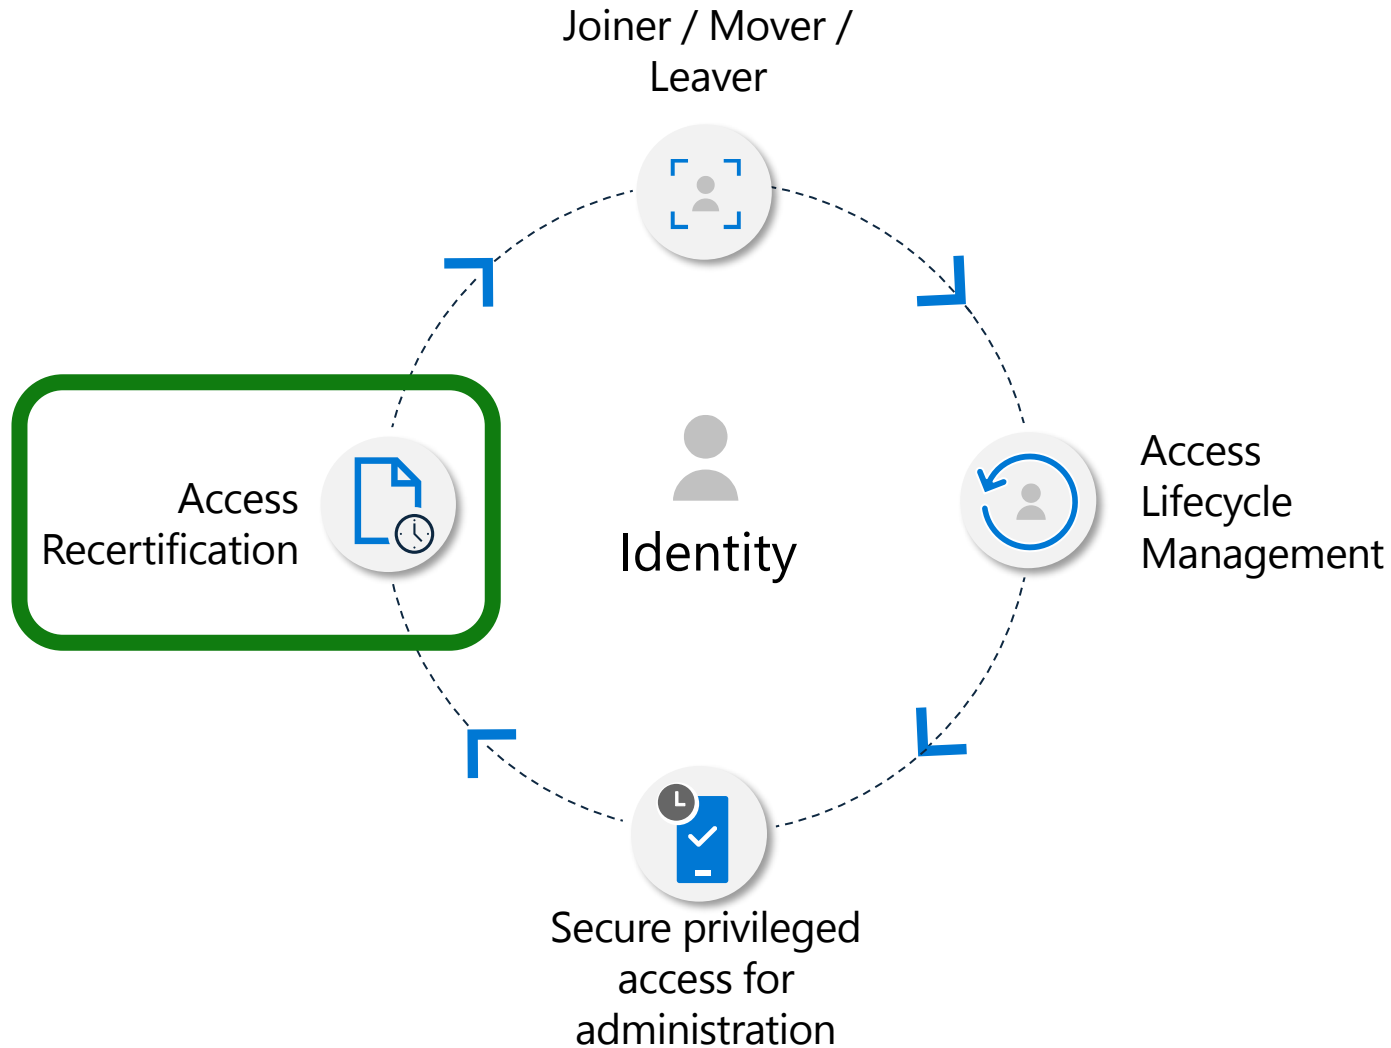 Joiner / Mover /
Leaver
Access
Recertification
Identity
Access
Lifecycle
Management
Secure privileged
access for
administration